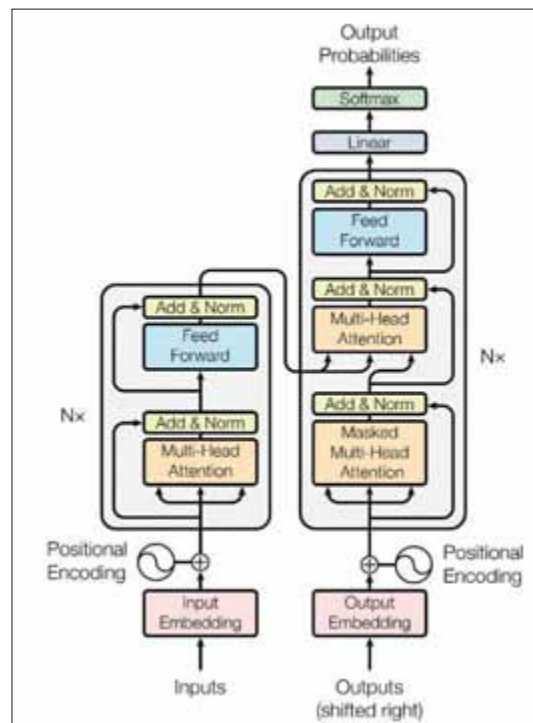 Output
Probabilities
Softmax
Linear
Add & Norm
Feed
Forward
Add & Norm
Multi-Head
Attention
Add & Norm
Masked
Multi-Head
Attention
Nx
Add & Norm
Feed
Forward
Add & Norm
Multi-Head
Attention
Nx
Positional
Encoding
Positional
Encoding
Input
Embedding
Output
Embedding
Inputs
Outputs
(shifted right)